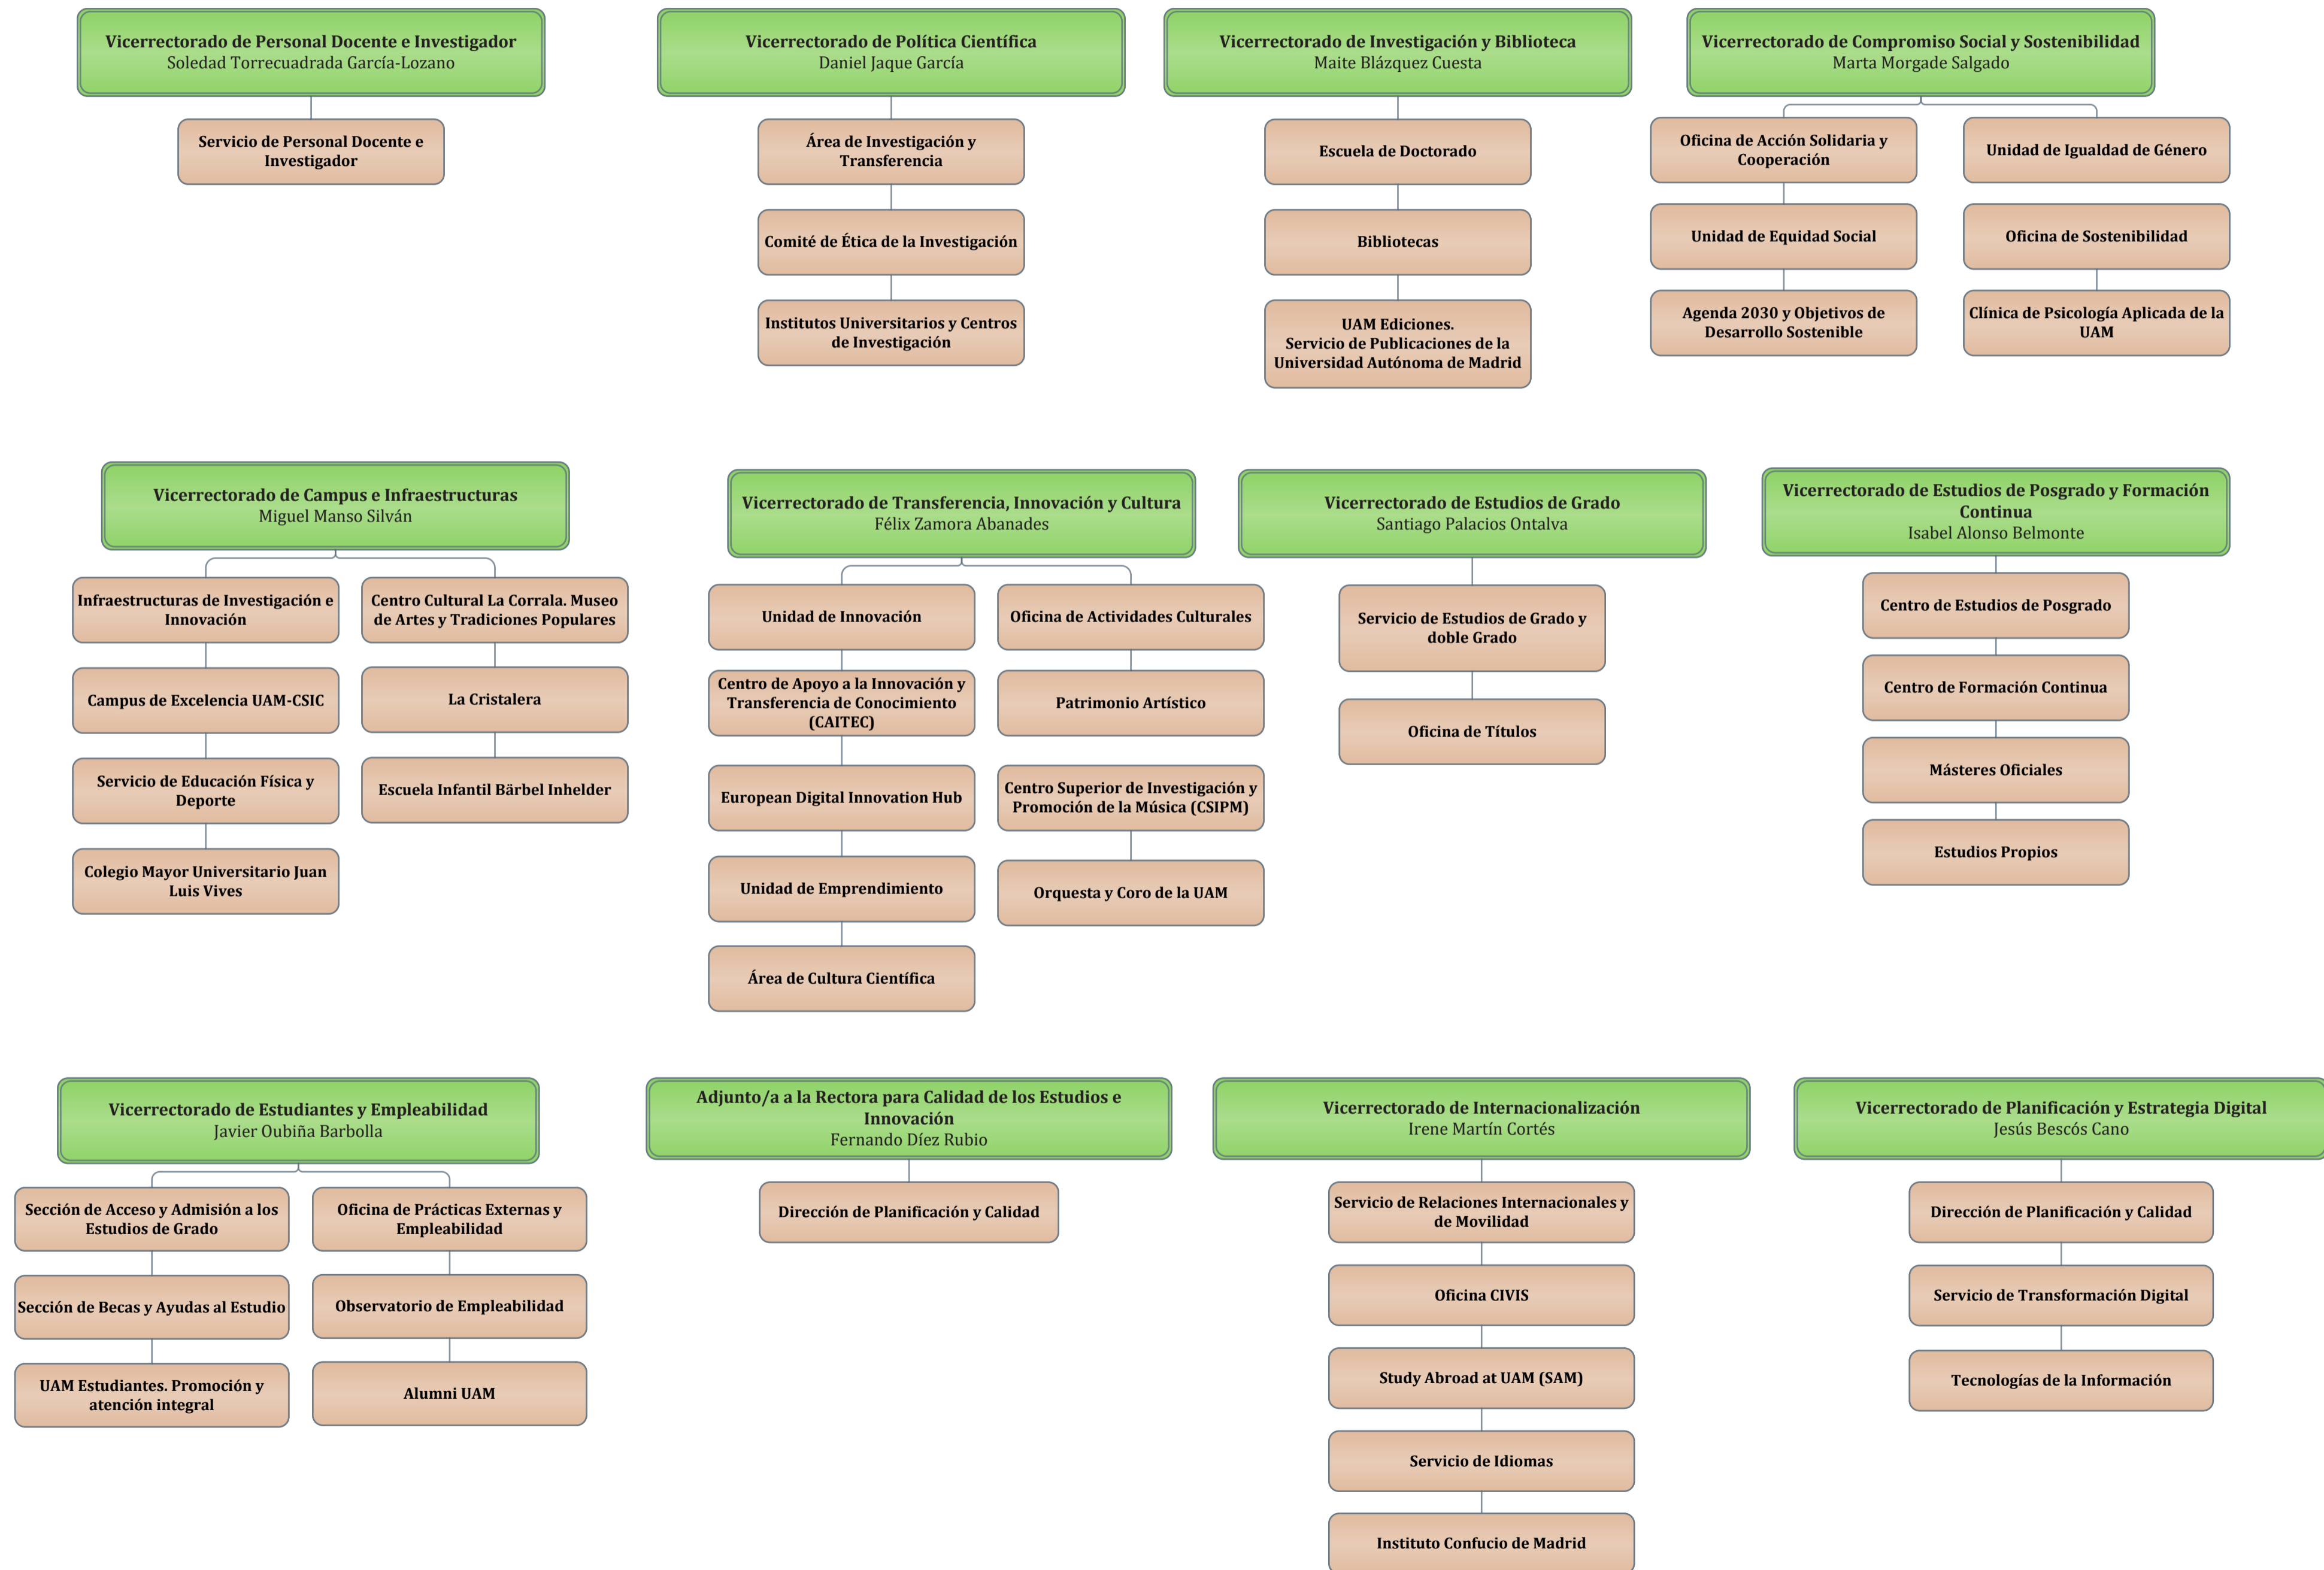 Vicerrectorado de Personal Docente e Investigador
Soledad Torrecuadrada García-Lozano
Servicio de Personal Docente e
Investigador
Vicerrectorado de Política Científica
Daniel Jaque García
Área de Investigación y
Transferencia
Comité de Ética de la Investigación
Institutos Universitarios y Centros
de Investigación
Vicerrectorado de Investigación y Biblioteca
Maite Blázquez Cuesta
Escuela de Doctorado
Bibliotecas
UAM Ediciones.
Servicio de Publicaciones de la
Universidad Autónoma de Madrid
Vicerrectorado de Compromiso Social y Sostenibilidad
Marta Morgade Salgado
Oficina de Acción Solidaria y
Cooperación
Unidad de Equidad Social
Agenda 2030 y Objetivos de
Desarrollo Sostenible
Unidad de Igualdad de Género
Oficina de Sostenibilidad
Clínica de Psicología Aplicada de la
UAM
Vicerrectorado de Campus e Infraestructuras
Miguel Manso Silván
Infraestructuras de Investigación e
Innovación
Campus de Excelencia UAM-CSIC
Servicio de Educación Física y
Deporte
Colegio Mayor Universitario Juan
Luis Vives
Centro Cultural La Corrala. Museo
de Artes y Tradiciones Populares
La Cristalera
Escuela Infantil Bärbel Inhelder
Vicerrectorado de Transferencia, Innovación y Cultura
Félix Zamora Abanades
Unidad de Innovación
Centro de Apoyo a la Innovación y
Transferencia de Conocimiento
(CAITEC)
European Digital Innovation Hub
Unidad de Emprendimiento
Área de Cultura Científica
Oficina de Actividades Culturales
Patrimonio Artístico
Centro Superior de Investigación y
Promoción de la Música (CSIPM)
Orquesta y Coro de la UAM
Vicerrectorado de Estudios de Grado
Santiago Palacios Ontalva
Servicio de Estudios de Grado y
doble Grado
Oficina de Títulos
Vicerrectorado de Estudios de Posgrado y Formación
Continua
Isabel Alonso Belmonte
Centro de Estudios de Posgrado
Centro de Formación Continua
Másteres Oficiales
Estudios Propios
Vicerrectorado de Estudiantes y Empleabilidad
Javier Oubiña Barbolla
Sección de Acceso y Admisión a los
Estudios de Grado
Sección de Becas y Ayudas al Estudio
UAM Estudiantes. Promoción y
atención integral
Oficina de Prácticas Externas y
Empleabilidad
Observatorio de Empleabilidad
Alumni UAM
Adjunto/a a la Rectora para Calidad de los Estudios e
Innovación
Fernando Díez Rubio
Dirección de Planificación y Calidad
Vicerrectorado de Internacionalización
Irene Martín Cortés
Servicio de Relaciones Internacionales y
de Movilidad
Oficina CIVIS
Study Abroad at UAM (SAM)
Servicio de Idiomas
Instituto Confucio de Madrid
Vicerrectorado de Planificación y Estrategia Digital
Jesús Bescós Cano
Dirección de Planificación y Calidad
Servicio de Transformación Digital
Tecnologías de la Información